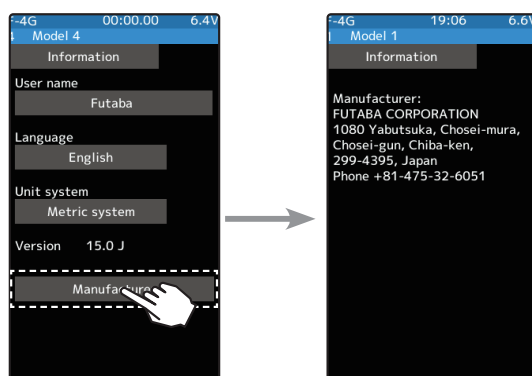 -4G 00:00.00 6.4V
Model 4
Information
User name
Futaba
Language
English
Unit system
Metric system
Version 15.0 J
-4G 19:06 6.6V
Model 1
Information
Manufacturer:
FUTABA CORPORATION
1080 Yabutsuka, Chosei-mura,
Chosei-gun, Chiba-ken,
299-4395, Japan
Phone +81-475-32-6051